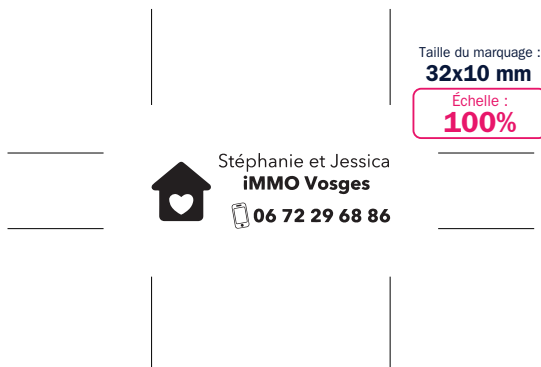 Taille du marquage :
32x10 mm
Échelle :
100%
Stéphanie et Jessica
iMMO Vosges
06 72 29 68 86